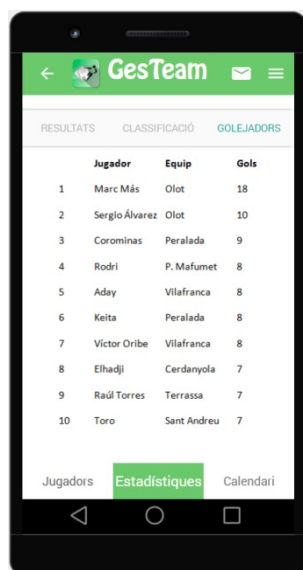 GesTeam
RESULTATS CLASSIFICACIÓ GOLEJADORS
Jugador Equip Gols
1 Marc Más Olot 18
2 Sergio Álvarez Olot 10
3 Corominas Peralada 9
4 Rodri P. Mafumet 8
5 Aday Vilafranca 8
6 Keita Peralada 8
7 Víctor Oribe Vilafranca 8
8 Elhadji Cerdanyola 7
9 Raúl Torres Terrassa 7
10 Toro Sant Andreu 7
Jugadors Estadístiques Calendari